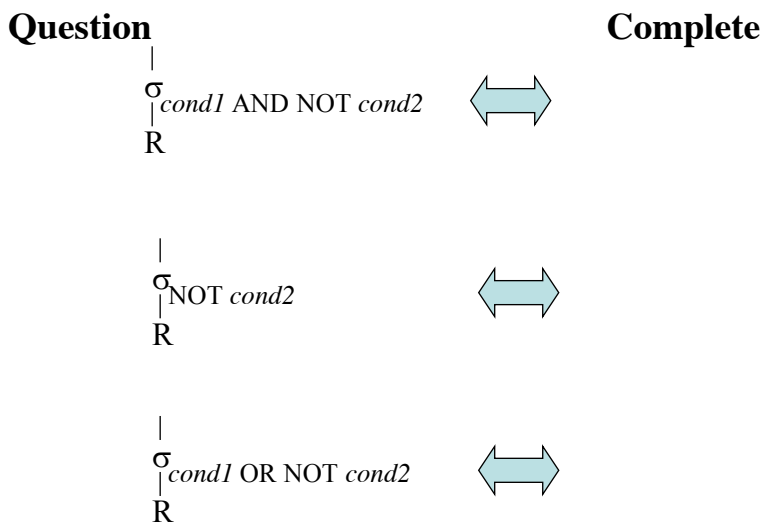 Question Complete
σcond1 AND NOT cond2
R
σNOT cond2
R
σcond1 OR NOT cond2
R